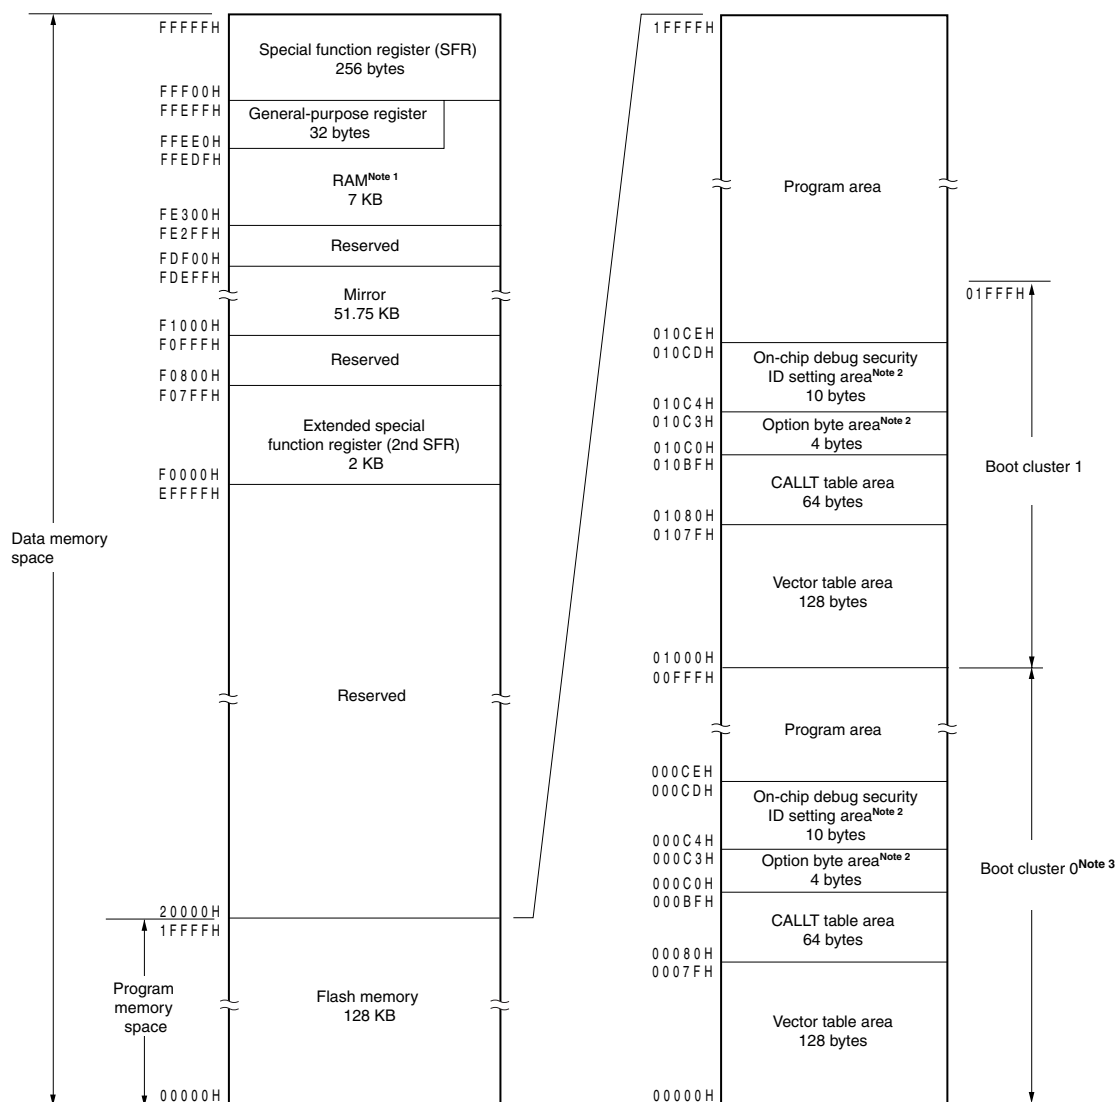 FFFFFH
Special function register (SFR)
256 bytes
FFF00H
FFEFFH
General-purpose register
32 bytes
FFEE0H
FFEDFH
RAMNote 1
7 KB
FE300H
FE2FFH
Reserved
FDF00H
FDEFFH
Mirror
51.75 KB
F1000H
F0FFFH
Reserved
F0800H
F07FFH
Extended special
function register (2nd SFR)
2 KB
F0000H
EFFFFH
Data memory
space
Reserved
20000H
1FFFFH
Program
memory
space
Flash memory
128 KB
00000H
1FFFFH
Program area
01FFFH
010CEH
010CDH
On-chip debug security
ID setting areaNote 2
10 bytes
010C4H
010C3H
Option byte areaNote 2
4 bytes
010C0H
010BFH
CALLT table area
64 bytes
Boot cluster 1
01080H
0107FH
Vector table area
128 bytes
01000H
00FFFH
Program area
000CEH
000CDH
On-chip debug security
ID setting areaNote 2
10 bytes
000C4H
000C3H
Option byte areaNote 2
4 bytes
Boot cluster 0Note 3
000C0H
000BFH
CALLT table area
64 bytes
00080H
0007FH
Vector table area
128 bytes
00000H